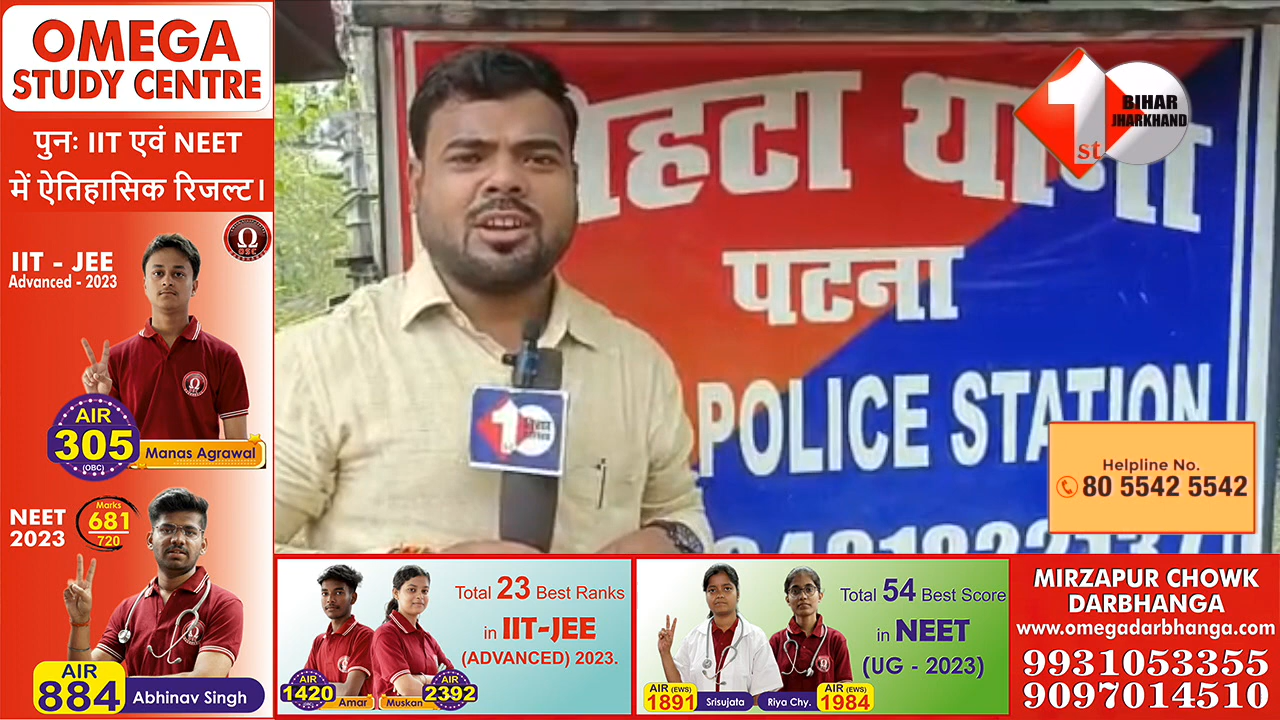 OMEGA
STUDY CENTRE
पुनः IIT एवं NEET
में ऐतिहासिक रिजल्ट।
Ω
OSC
IIT - JEE
Advanced - 2023
AIR
305
(OBC)
Manas Agrawal
NEET
2023
Marks
681
720
AIR
884
Abhinav Singh
थाना
पटना
POLICE STATION
1st
BIHAR
JHARKHAND
Helpline No.
80 5542 5542
Total 23 Best Ranks
in IIT-JEE
(ADVANCED) 2023.
AIR
1420
Amar
Muskan
AIR
2392
Total 54 Best Score
in NEET
(UG - 2023)
AIR (EWS)
1891
Srisujata
Riya Chy.
AIR (EWS)
1984
MIRZAPUR CHOWK
DARBHANGA
www.omegadarbhanga.com
9931053355
9097014510